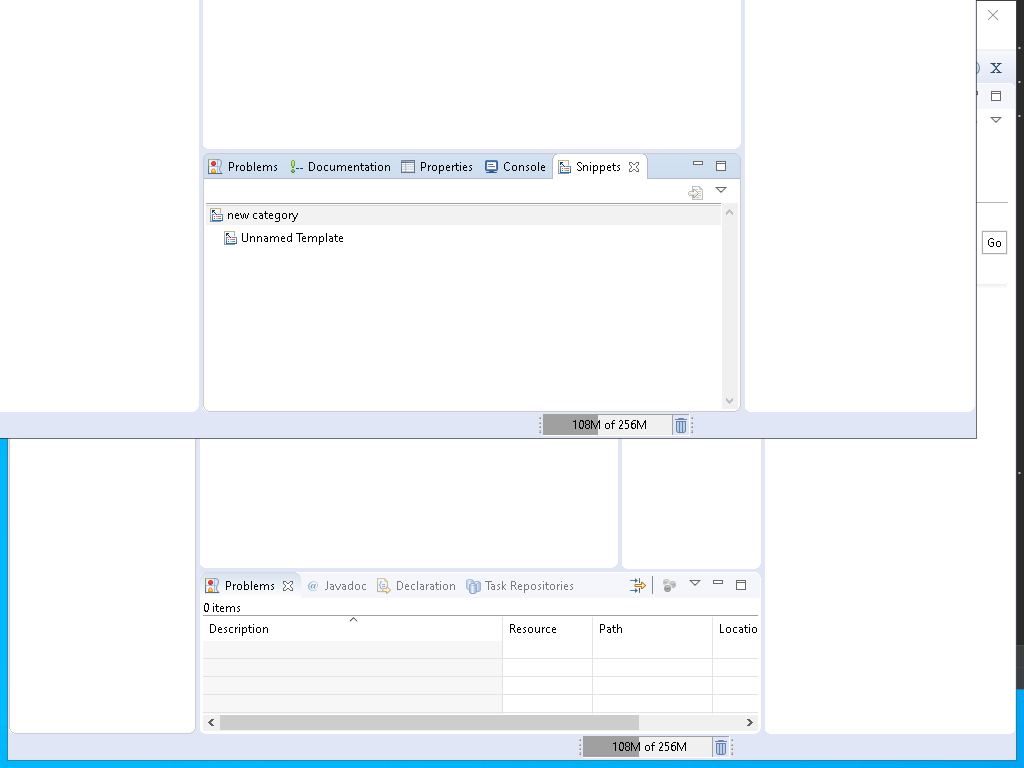 Problems Documentation Properties Console Snippets
new category
Unnamed Template
Go
108M of 256M
Problems Javadoc Declaration Task Repositories
0 items
Description Resource Path Locatio
108M of 256M